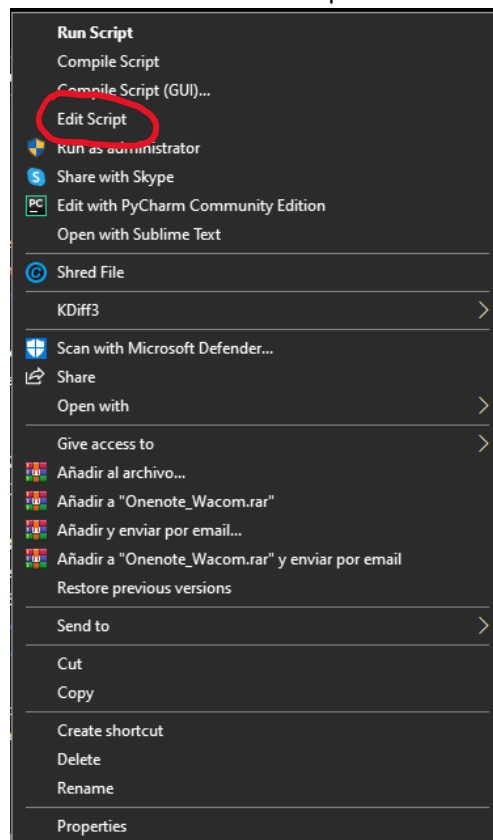 Run Script
Compile Script
Compile Script (GUI)...
Edit Script
Run as administrator
Share with Skype
Edit with PyCharm Community Edition
Open with Sublime Text
Shred File
KDiff3
Scan with Microsoft Defender...
Share
Open with
Give access to
Añadir al archivo...
Añadir a "Onenote_Wacom.rar"
Añadir y enviar por email...
Añadir a "Onenote_Wacom.rar" y enviar por email
Restore previous versions
Send to
Cut
Copy
Create shortcut
Delete
Rename
Properties